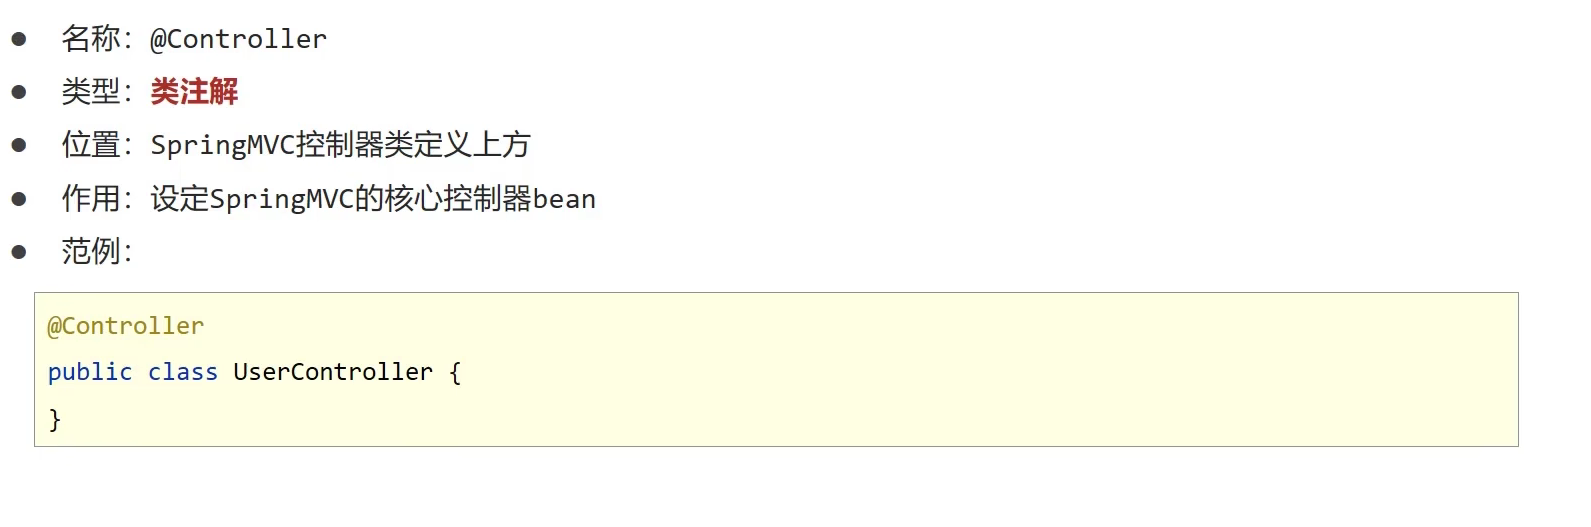 ● 名称：@Controller
● 类型：类注解
● 位置：SpringMVC控制器类定义上方
● 作用：设定SpringMVC的核心控制器bean
● 范例：
@Controller
public class UserController {
}